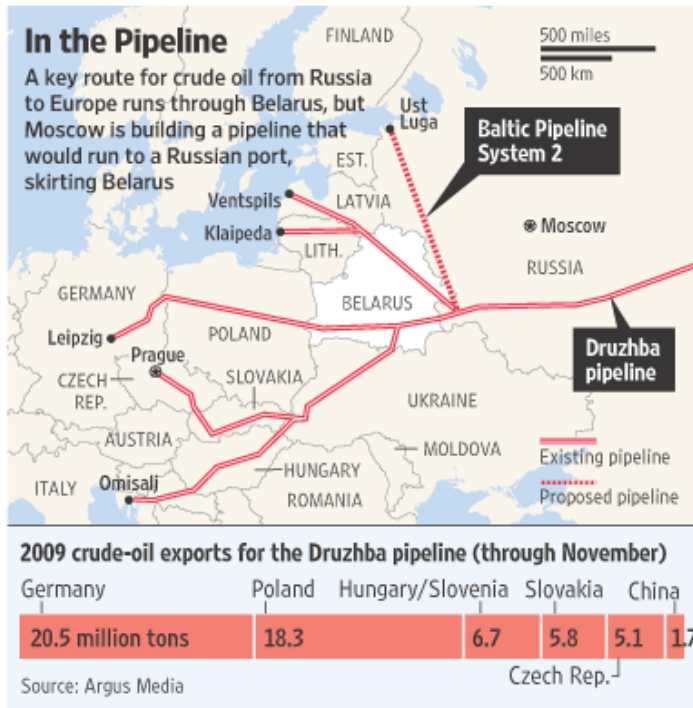 In the Pipeline
A key route for crude oil from Russia
to Europe runs through Belarus, but
Moscow is building a pipeline that
would run to a Russian port,
skirting Belarus
500 miles
500 km
FINLAND
Ust
Luga
Baltic Pipeline
System 2
EST.
Ventspils
LATVIA
Klaipeda
LITH.
Moscow
RUSSIA
GERMANY
BELARUS
Leipzig
POLAND
Druzhba
pipeline
Prague
CZECH
REP.
SLOVAKIA
UKRAINE
AUSTRIA
MOLDOVA
Existing pipeline
HUNGARY
Omisalj
ITALY
ROMANIA
Proposed pipeline
2009 crude-oil exports for the Druzhba pipeline (through November)
Germany
Poland
Hungary/Slovenia
Slovakia
China
20.5 million tons
18.3
6.7
5.8
5.1
1.7
Czech Rep.
Source: Argus Media